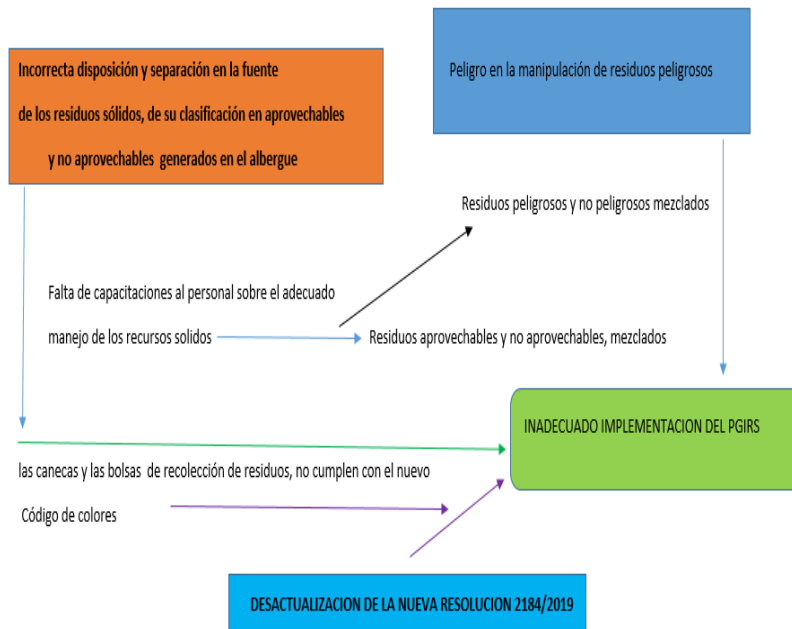 Incorrecta disposición y separación en la fuente
de los residuos sólidos, de su clasificación en aprovechables
y no aprovechables generados en el albergue
Peligro en la manipulación de residuos peligrosos
Residuos peligrosos y no peligrosos mezclados
Falta de capacitaciones al personal sobre el adecuado
manejo de los recursos solidos
Residuos aprovechables y no aprovechables, mezclados
INADECUADO IMPLEMENTACION DEL PGIRS
las canecas y las bolsas de recolección de residuos, no cumplen con el nuevo
Código de colores
DESACTUALIZACION DE LA NUEVA RESOLUCION 2184/2019